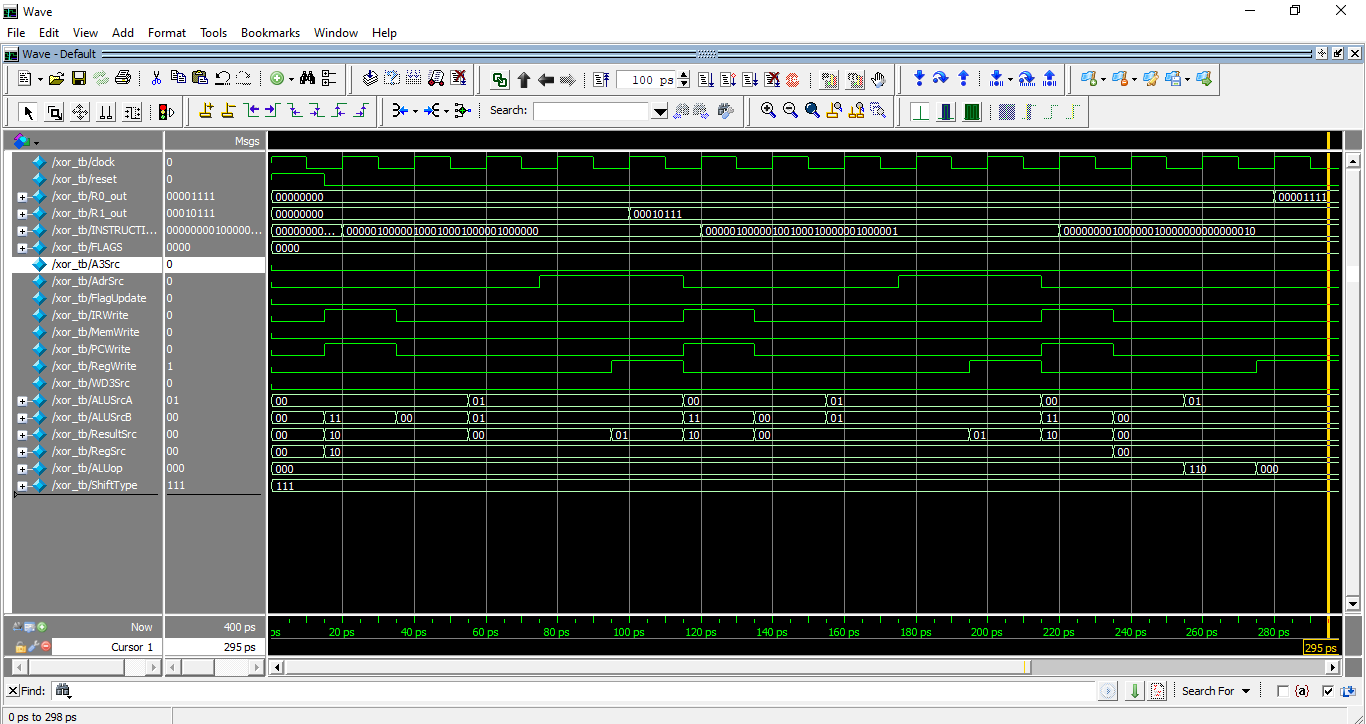 Wave
File Edit View Add Format Tools Bookmarks Window Help
Wave - Default
100 ps
Search:
Msgs
/xor_tb/clock 0
/xor_tb/reset 0
/xor_tb/R0_out 00001111 00000000 00001111
/xor_tb/R1_out 00010111 00000000 00010111
/xor_tb/INSTRUCTI... 00000000100000... 00000000... 00000100000100010001000001000000 00000100000100100010000001000001 00000000100000010000000000000010
/xor_tb/FLAGS 0000 0000
/xor_tb/A3Src 0
/xor_tb/AdrSrc 0
/xor_tb/FlagUpdate 0
/xor_tb/IRWrite 0
/xor_tb/MemWrite 0
/xor_tb/PCWrite 0
/xor_tb/RegWrite 1
/xor_tb/WD3Src 0
/xor_tb/ALUSrcA 01 00 01 00 01 00 01
/xor_tb/ALUSrcB 00 00 11 00 01 11 00 01 11 00
/xor_tb/ResultSrc 00 00 10 00 01 10 00 01 10 00
/xor_tb/RegSrc 00 00 10 00
/xor_tb/ALUop 000 000 110 000
/xor_tb/ShiftType 111 111
Now 400 ps ps 20 ps 40 ps 60 ps 80 ps 100 ps 120 ps 140 ps 160 ps 180 ps 200 ps 220 ps 240 ps 260 ps 280 ps
Cursor 1 295 ps 295 ps
Find: Search For {a}
0 ps to 298 ps